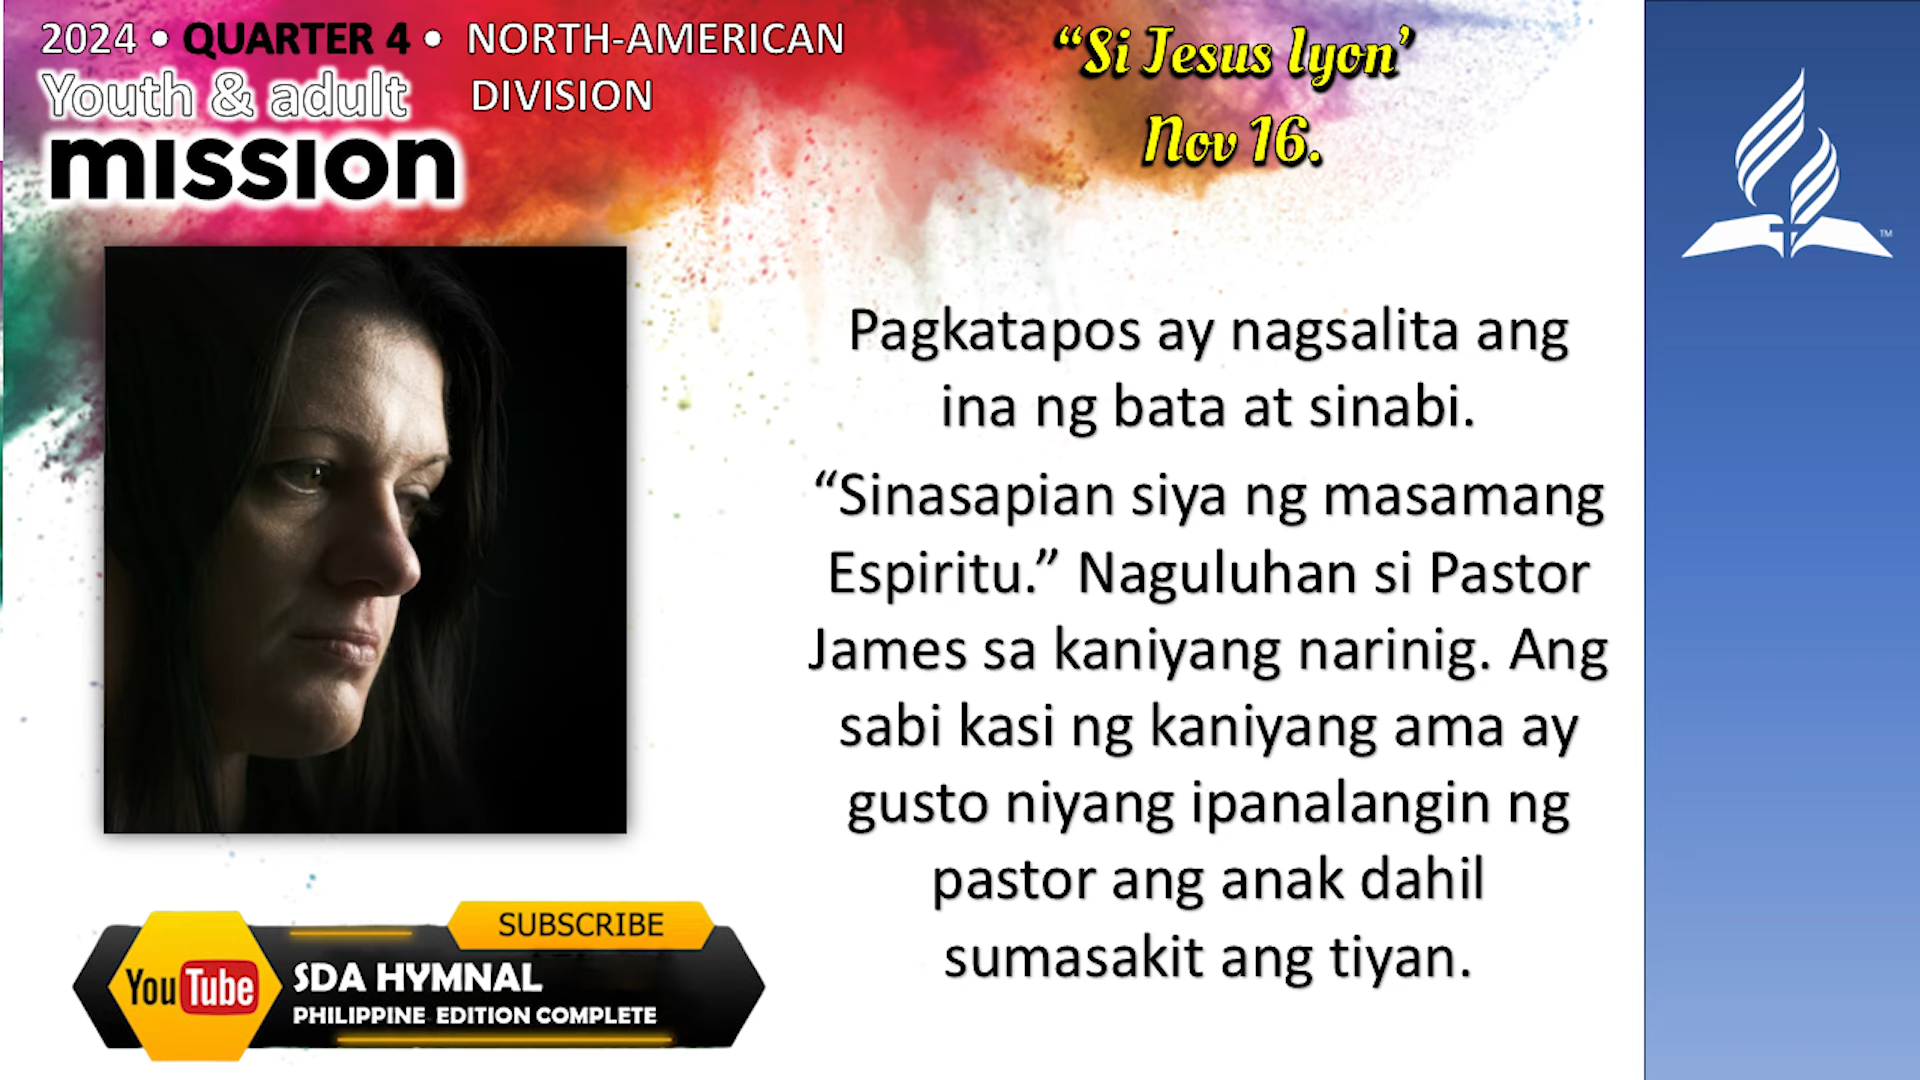 2024 • QUARTER 4 • NORTH-AMERICAN
DIVISION
Youth & adult
mission
“Si Jesus Iyon’
Nov 16.
TM
Pagkatapos ay nagsalita ang
ina ng bata at sinabi.
“Sinasapian siya ng masamang
Espiritu.” Naguluhan si Pastor
James sa kaniyang narinig. Ang
sabi kasi ng kaniyang ama ay
gusto niyang ipanalangin ng
pastor ang anak dahil
sumasakit ang tiyan.
SUBSCRIBE
YouTube
SDA HYMNAL
PHILIPPINE EDITION COMPLETE